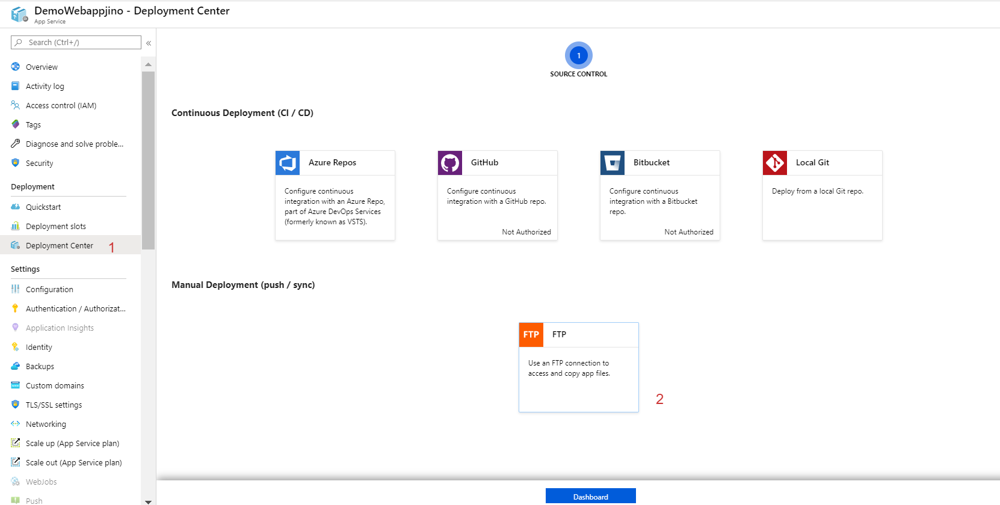 DemoWebappjino - Deployment Center
App Service
Search (Ctrl+/)
«
Overview
Activity log
Access control (IAM)
Tags
Diagnose and solve proble...
Security
Deployment
Quickstart
Deployment slots
Deployment Center
1
Settings
Configuration
Authentication / Authorizat...
Application Insights
Identity
Backups
Custom domains
TLS/SSL settings
Networking
Scale up (App Service plan)
Scale out (App Service plan)
WebJobs
Push
1
SOURCE CONTROL
Continuous Deployment (CI / CD)
Azure Repos
Configure continuous
integration with an Azure Repo,
part of Azure DevOps Services
(formerly known as VSTS).
GitHub
Configure continuous
integration with a GitHub repo.
Not Authorized
Bitbucket
Configure continuous
integration with a Bitbucket
repo.
Not Authorized
Local Git
Deploy from a local Git repo.
Manual Deployment (push / sync)
FTP FTP
Use an FTP connection to
access and copy app files.
2
Dashboard